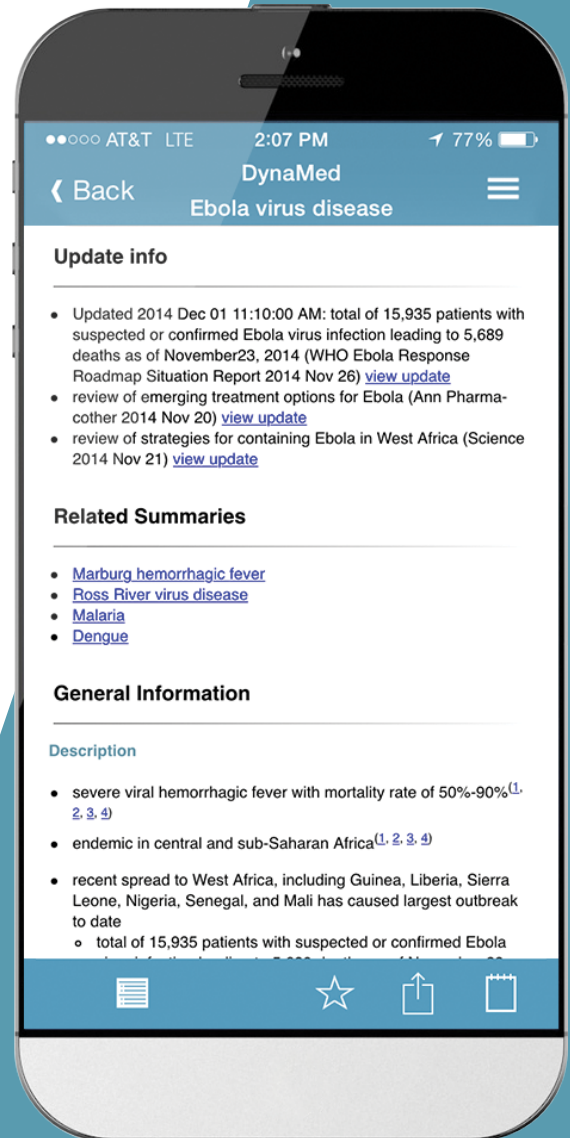 AT&T LTE 2:07 PM 77%
Back
DynaMed
Ebola virus disease
Update info
• Updated 2014 Dec 01 11:10:00 AM: total of 15,935 patients with
suspected or confirmed Ebola virus infection leading to 5,689
deaths as of November23, 2014 (WHO Ebola Response
Roadmap Situation Report 2014 Nov 26) view update
• review of emerging treatment options for Ebola (Ann Pharma-
cother 2014 Nov 20) view update
• review of strategies for containing Ebola in West Africa (Science
2014 Nov 21) view update
Related Summaries
• Marburg hemorrhagic fever
• Ross River virus disease
• Malaria
• Dengue
General Information
Description
• severe viral hemorrhagic fever with mortality rate of 50%-90%(1,
2, 3, 4)
• endemic in central and sub-Saharan Africa(1, 2, 3, 4)
• recent spread to West Africa, including Guinea, Liberia, Sierra
Leone, Nigeria, Senegal, and Mali has caused largest outbreak
to date
o total of 15,935 patients with suspected or confirmed Ebola